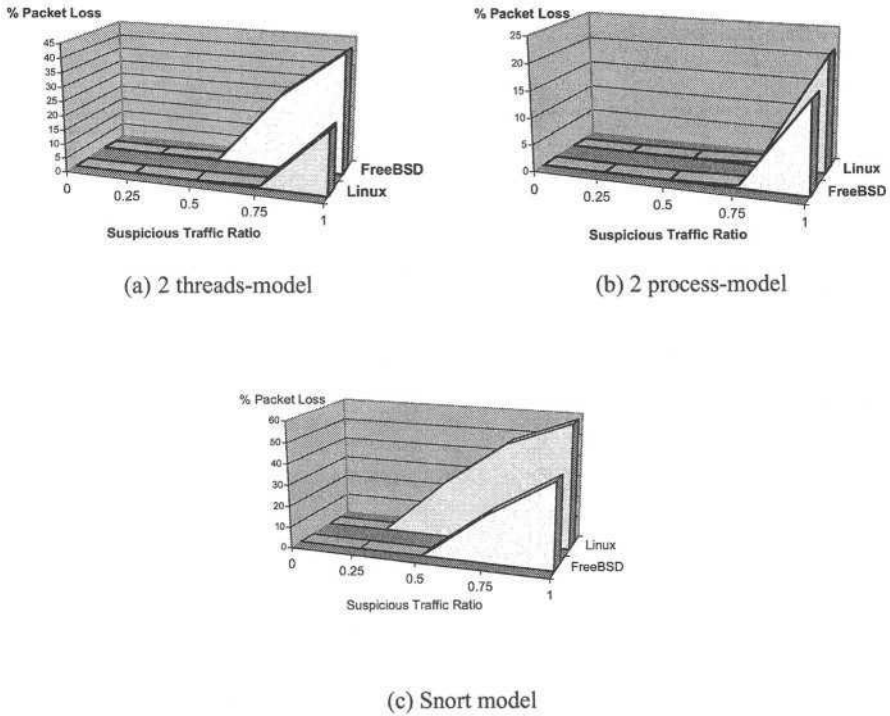 % Packet Loss
45
40
35
30
25
20
15
10
5
0
0
0.25
0.5
0.75
1
FreeBSD
Linux
Suspicious Traffic Ratio
(a) 2 threads-model
% Packet Loss
25
20
15
10
5
0
0
0.25
0.5
0.75
1
Linux
FreeBSD
Suspicious Traffic Ratio
(b) 2 process-model
% Packet Loss
60
50
40
30
20
10
0
0
0.25
0.5
0.75
1
Linux
FreeBSD
Suspicious Traffic Ratio
(c) Snort model